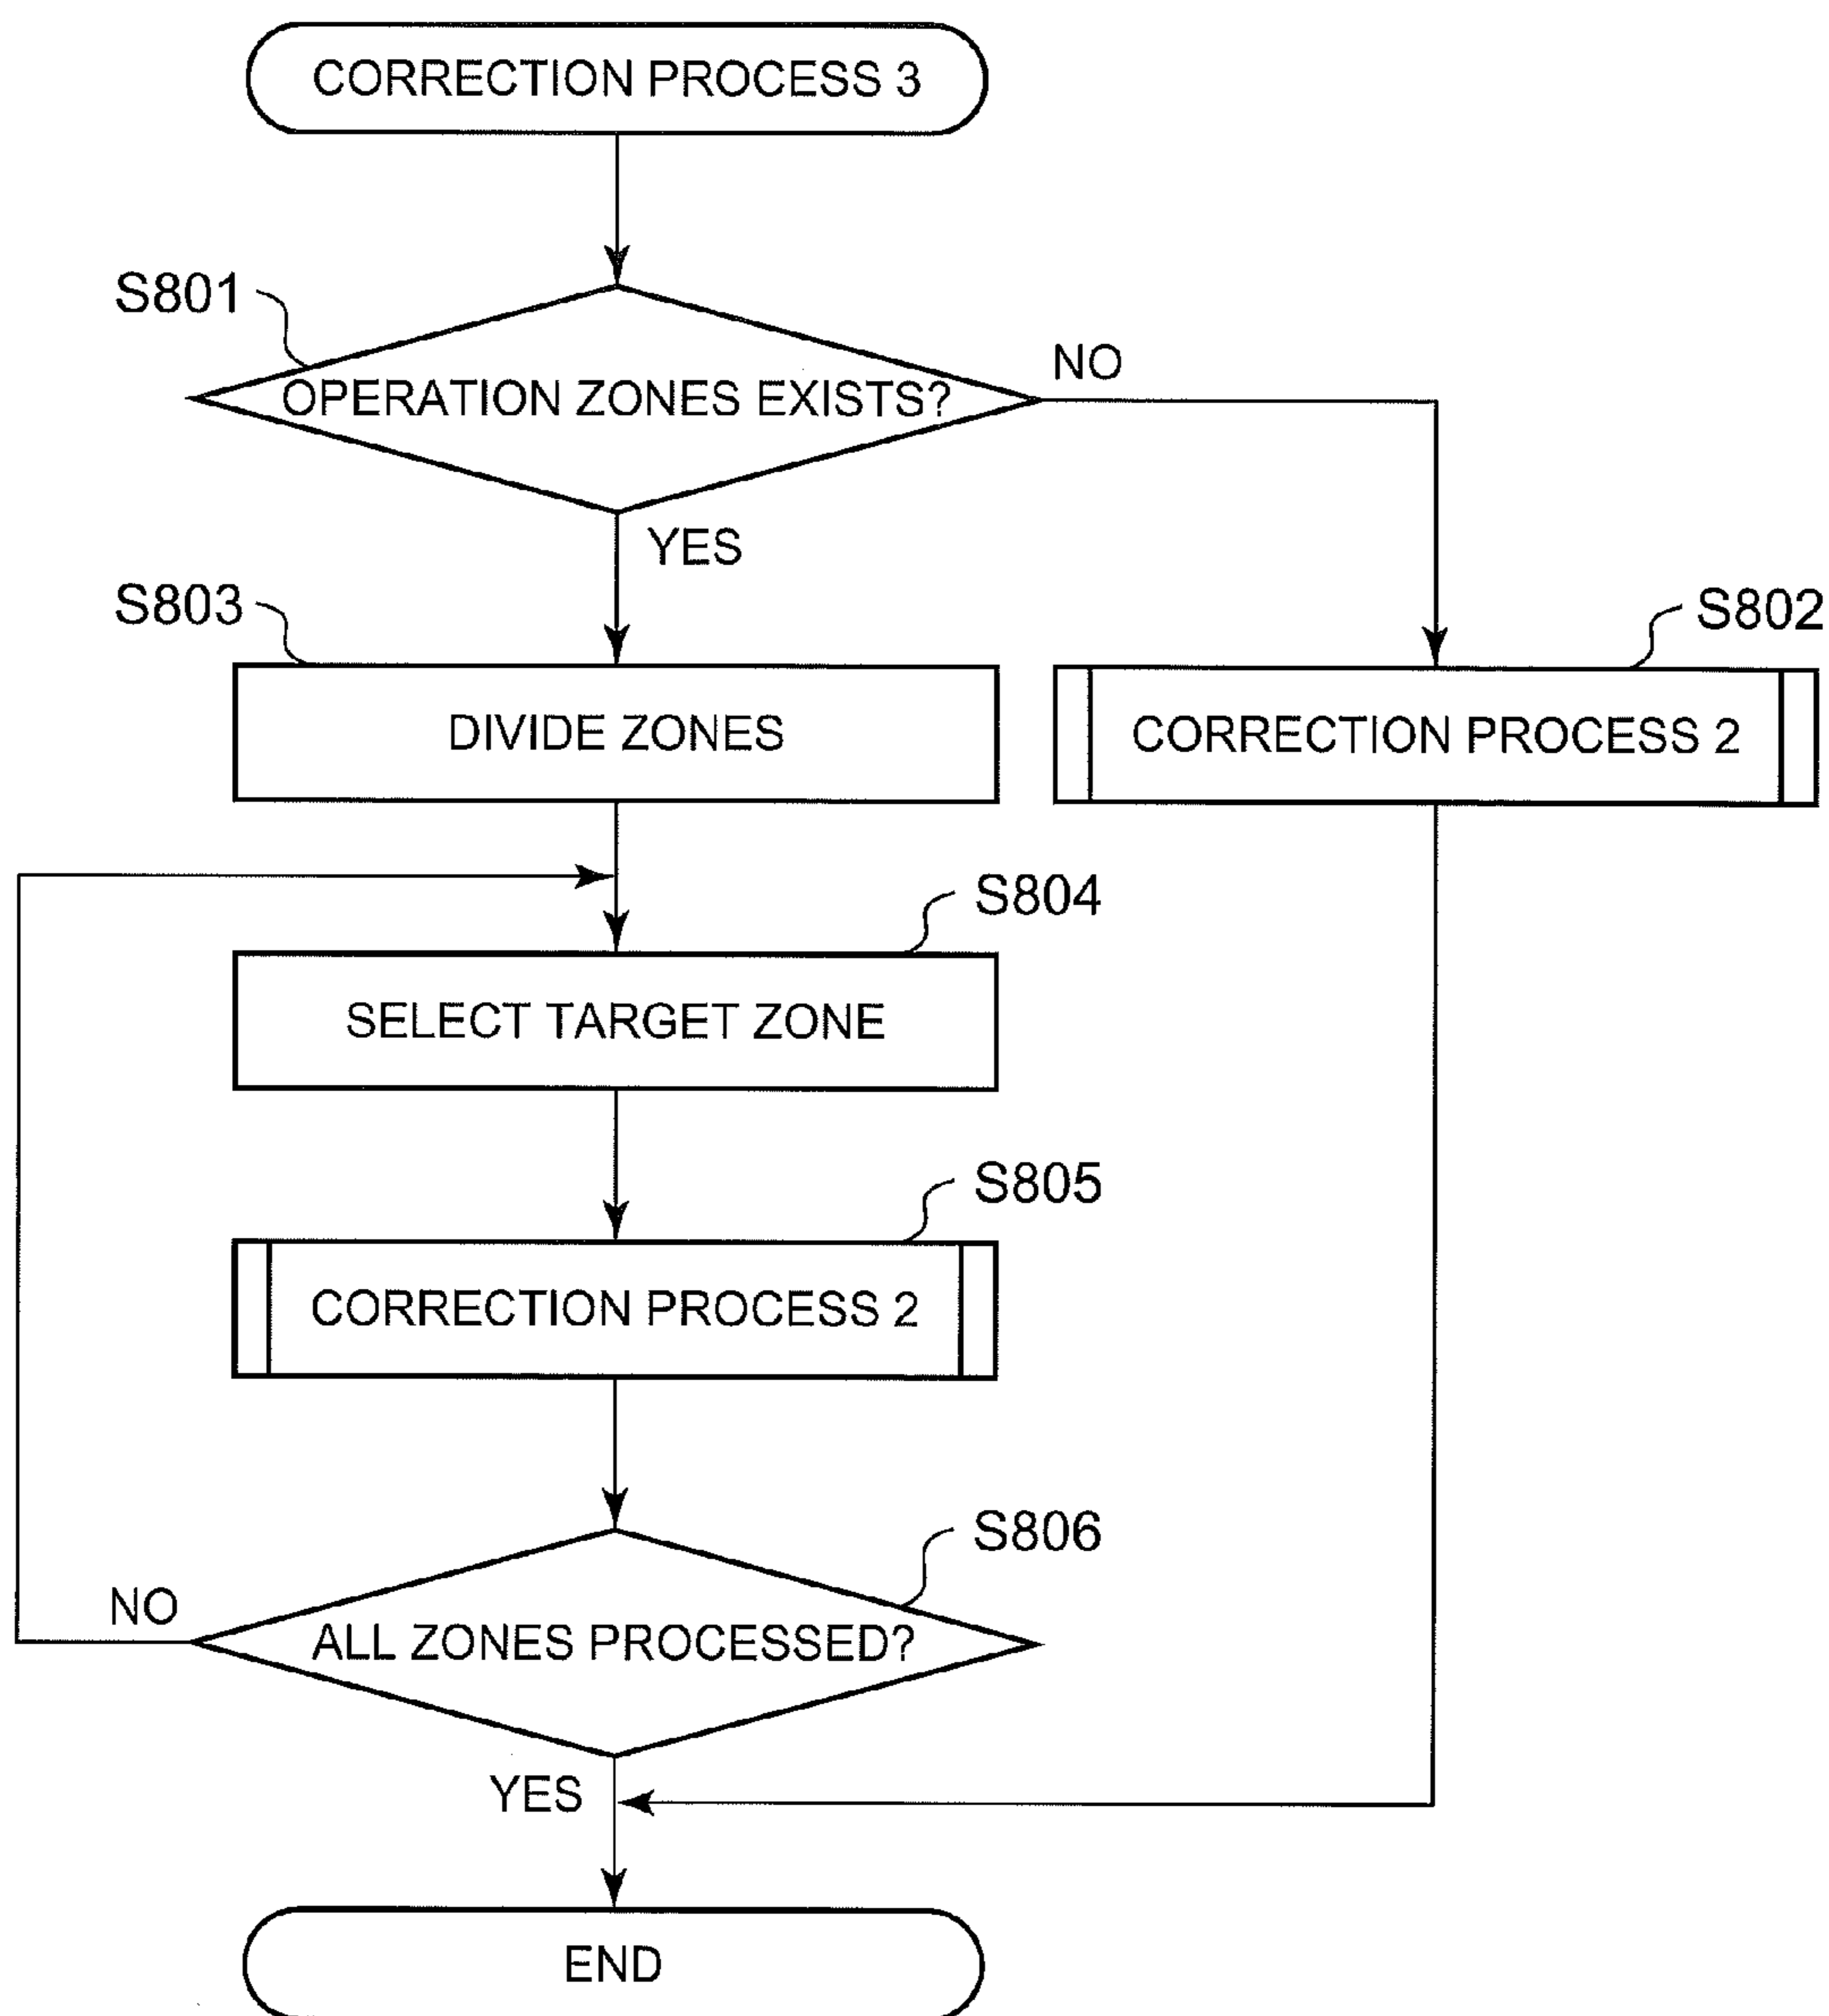 CORRECTION PROCESS 3
S801
OPERATION ZONES EXISTS?
NO
YES
S803
DIVIDE ZONES
S802
CORRECTION PROCESS 2
S804
SELECT TARGET ZONE
S805
CORRECTION PROCESS 2
S806
ALL ZONES PROCESSED?
NO
YES
END